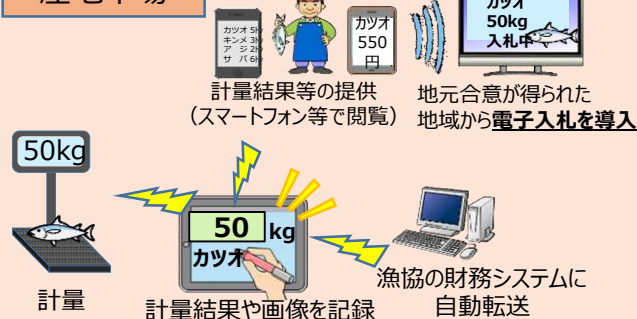 カツオ
50kg
入札中
カツオ 5k
キンメ 3k
ア ジ 2k
サ バ 6k
カツオ
550
円
計量結果等の提供
（スマートフォン等で閲覧）
地元合意が得られた
地域から電子入札を導入
50kg
50 kg
カツオ
計量
計量結果や画像を記録
漁協の財務システムに
自動転送